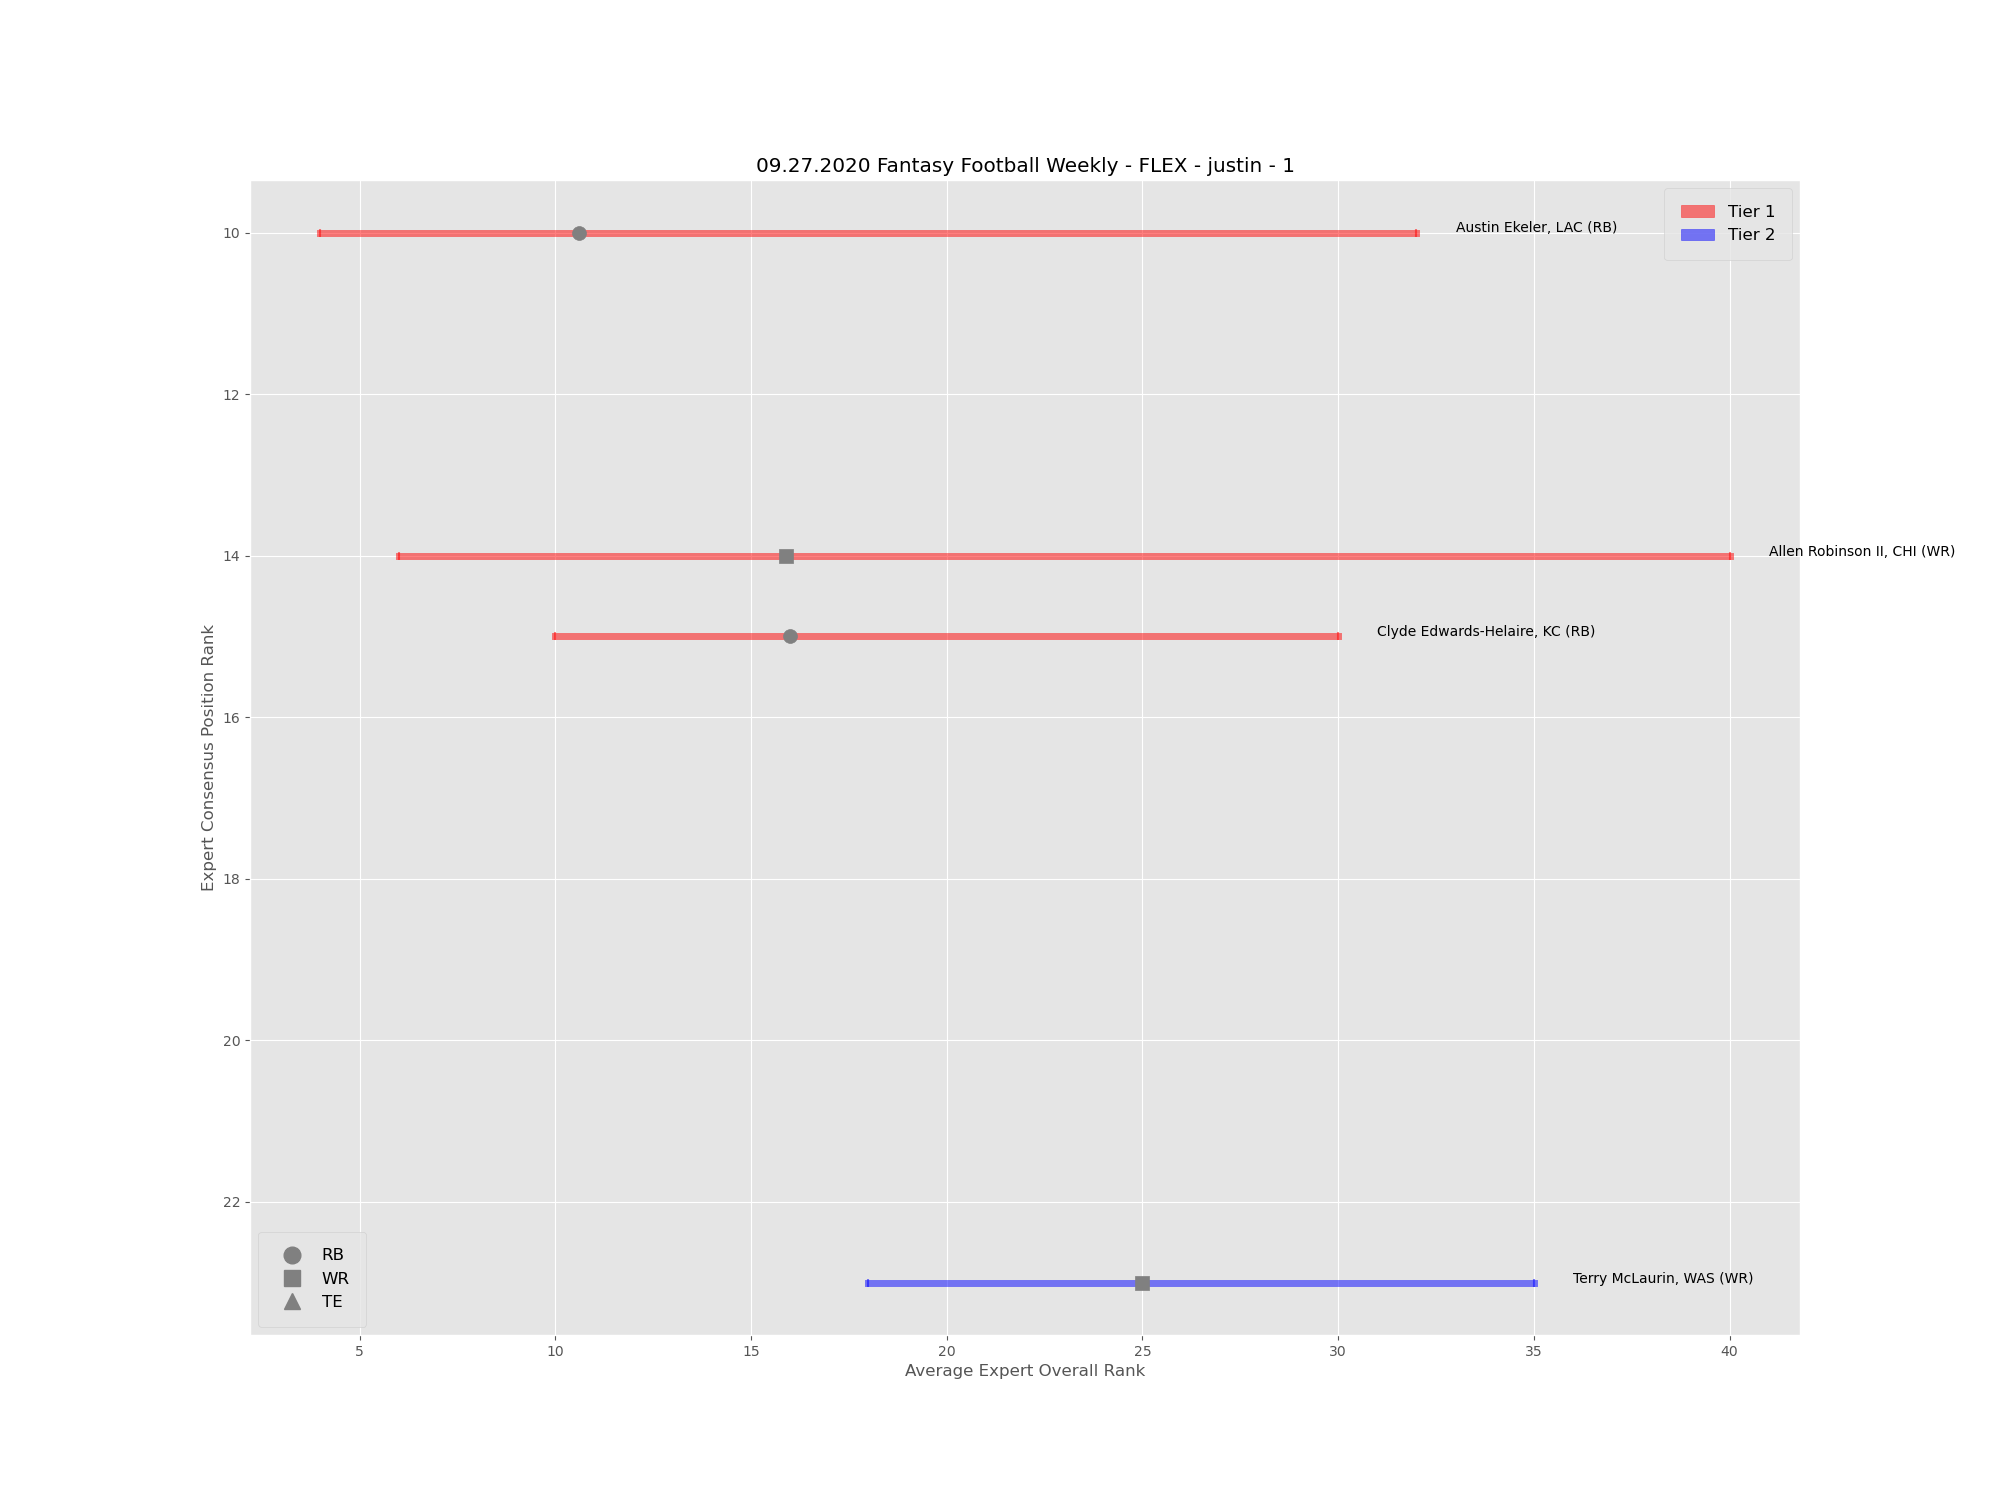 09.27.2020 Fantasy Football Weekly - FLEX - justin - 1
Tier 1
Tier 2
10
Austin Ekeler, LAC (RB)
12
14
Allen Robinson II, CHI (WR)
Clyde Edwards-Helaire, KC (RB)
16
18
20
22
Expert Consensus Position Rank
RB
WR
TE
Terry McLaurin, WAS (WR)
5 10 15 20 25 30 35 40
Average Expert Overall Rank